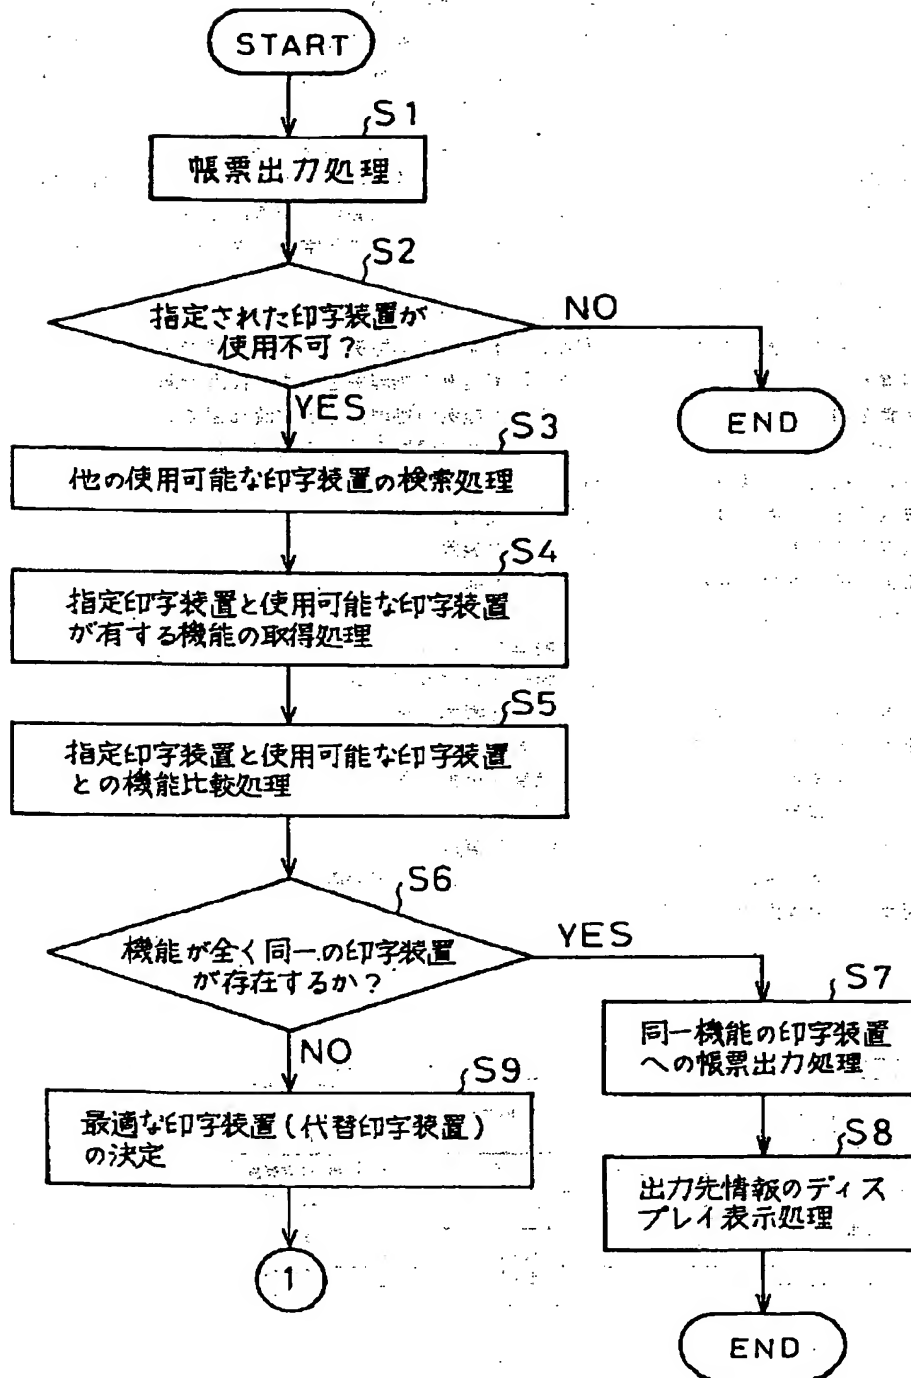 START
S1
帳票出力処理
S2
指定された印字装置が
使用不可?
NO
END
YES
S3
他の使用可能な印字装置の検索処理
S4
指定印字装置と使用可能な印字装置
が有する機能の取得処理
S5
指定印字装置と使用可能な印字装置
との機能比較処理
S6
機能が全く同一の印字装置
が存在するか?
YES
S7
同一機能の印字装置
への帳票出力処理
S8
出力先情報のディス
プレイ表示処理
END
NO
S9
最適な印字装置(代替印字装置)
の決定
1